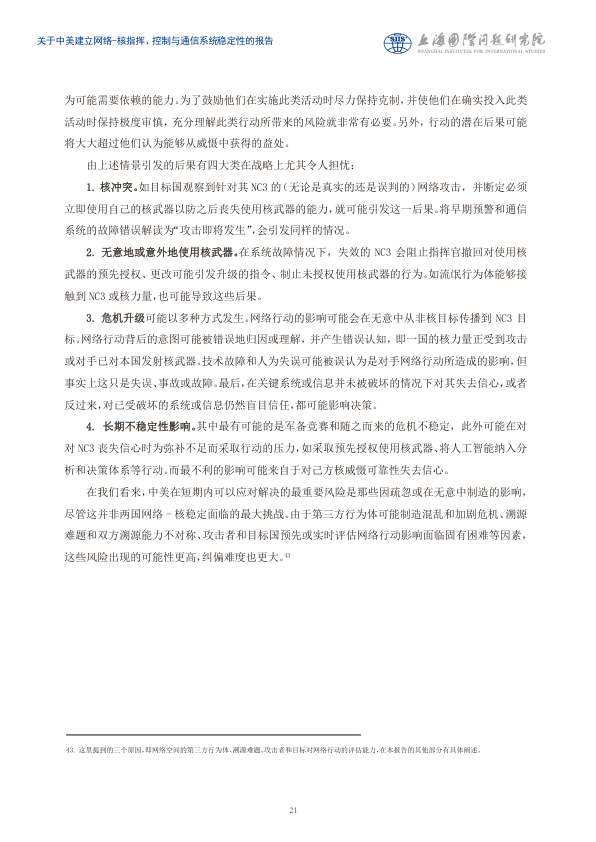 关于中美建立网络-核指挥、控制与通信系统稳定性的报告
SIIS
上海国际问题研究院
SHANGHAI INSTITUTES FOR INTERNATIONAL STUDIES
为可能需要依赖的能力。为了鼓励他们在实施此类活动时尽力保持克制,并使他们在确实投入此类
活动时保持极度审慎,充分理解此类行动所带来的风险就非常有必要。另外,行动的潜在后果可能
将大大超过他们认为能够从威慑中获得的益处。
由上述情景引发的后果有四大类在战略上尤其令人担忧:
1. 核冲突。如目标国观察到针对其 NC3 的(无论是真实的还是误判的)网络攻击,并断定必须
立即使用自己的核武器以防之后丧失使用核武器的能力,就可能引发这一后果。将早期预警和通信
系统的故障错误解读为“攻击即将发生”,会引发同样的情况。
2. 无意地或意外地使用核武器。在系统故障情况下,失效的 NC3 会阻止指挥官撤回对使用核
武器的预先授权、更改可能引发升级的指令、制止未授权使用核武器的行为。如流氓行为体能够接
触到 NC3 或核力量,也可能导致这些后果。
3. 危机升级可能以多种方式发生。网络行动的影响可能会在无意中从非核目标传播到 NC3 目
标。网络行动背后的意图可能被错误地归因或理解,并产生错误认知,即一国的核力量正受到攻击
或对手已对本国发射核武器。技术故障和人为失误可能被误认为是对手网络行动所造成的影响,但
事实上这只是失误、事故或故障。最后,在关键系统或信息并未被破坏的情况下对其失去信心,或者
反过来,对已受破坏的系统或信息仍然盲目信任,都可能影响决策。
4. 长期不稳定性影响。其中最有可能的是军备竞赛和随之而来的危机不稳定,此外可能在对
对 NC3 丧失信心时为弥补不足而采取行动的压力,如采取预先授权使用核武器、将人工智能纳入分
析和决策体系等行动。而最不利的影响可能来自于对己方核威慑可靠性失去信心。
在我们看来,中美在短期内可以应对解决的最重要风险是那些因疏忽或在无意中制造的影响,
尽管这并非两国网络－核稳定面临的最大挑战。由于第三方行为体可能制造混乱和加剧危机、溯源
难题和双方溯源能力不对称、攻击者和目标国预先或实时评估网络行动影响面临固有困难等因素,
这些风险出现的可能性更高,纠偏难度也更大。43
43. 这里提到的三个原因,即网络空间的第三方行为体、溯源难题、攻击者和目标对网络行动的评估能力,在本报告的其他部分有具体阐述。
21